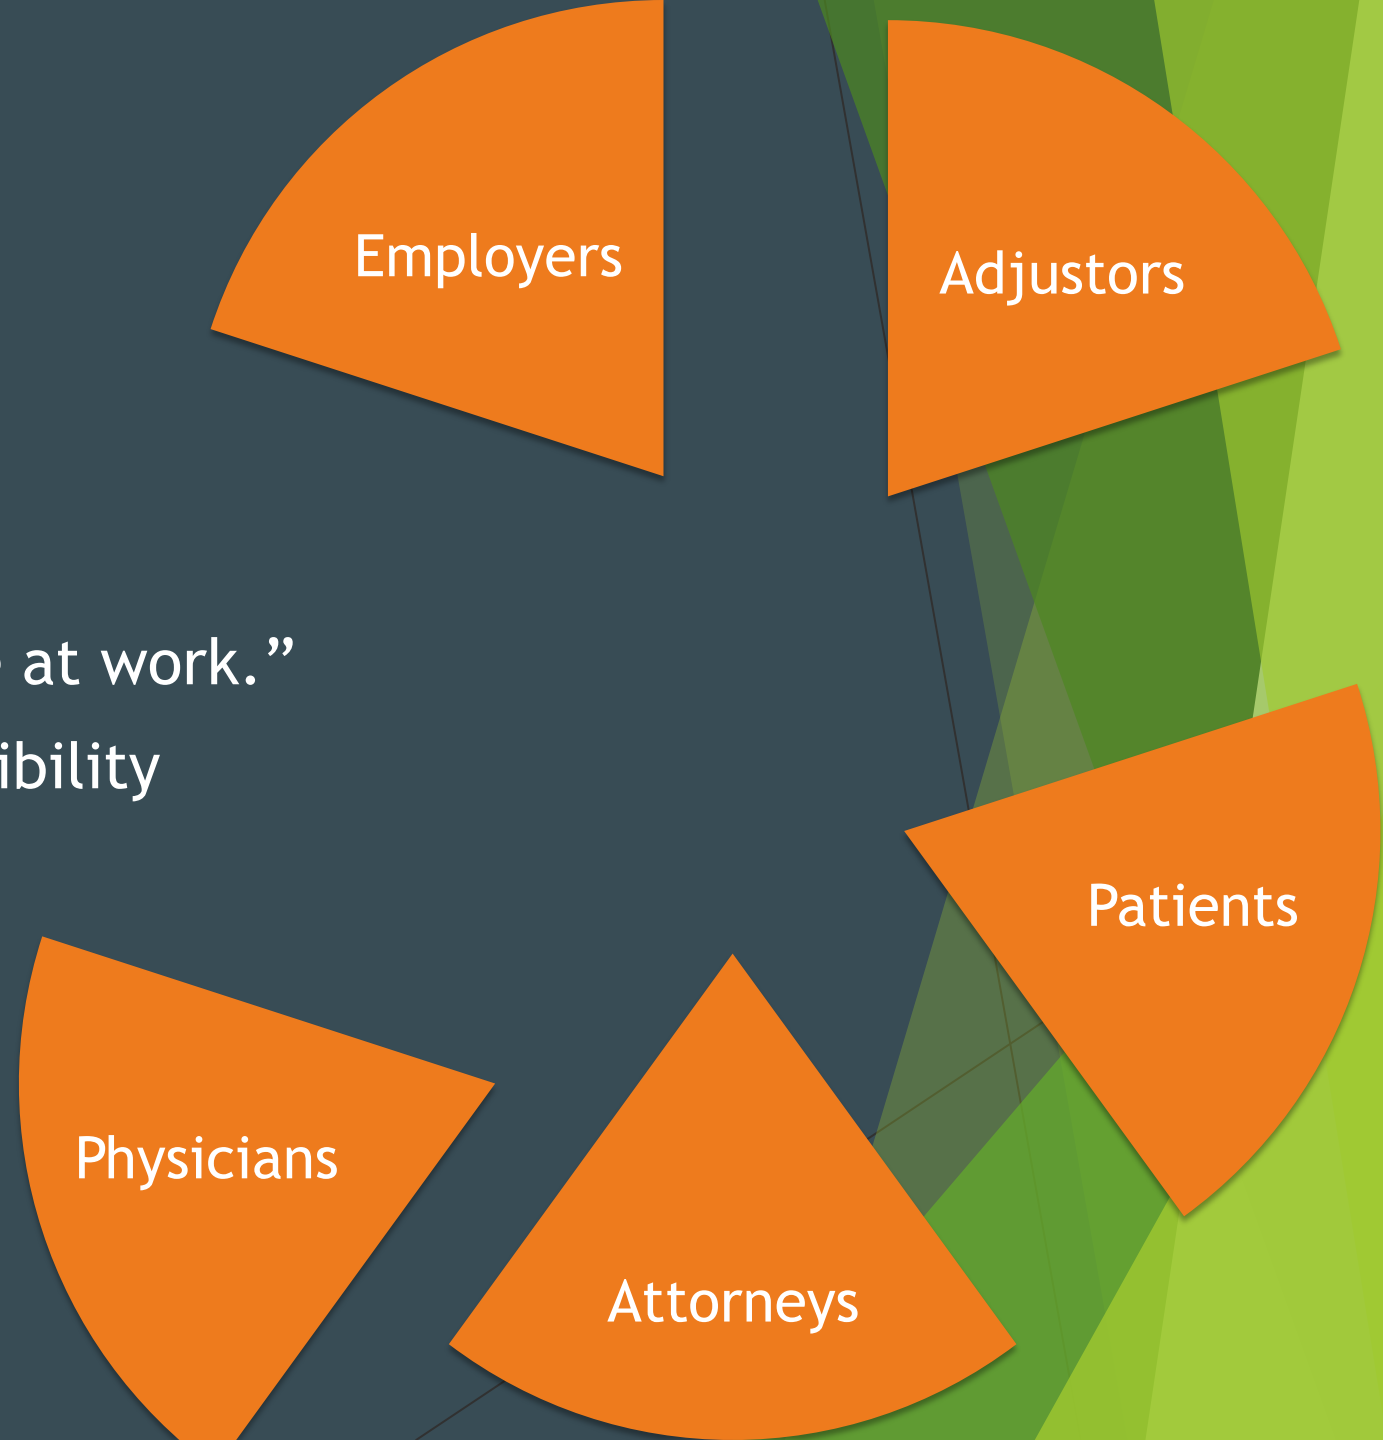 Employers
Adjustors
at work.”
ibility
Patients
Physicians
Attorneys